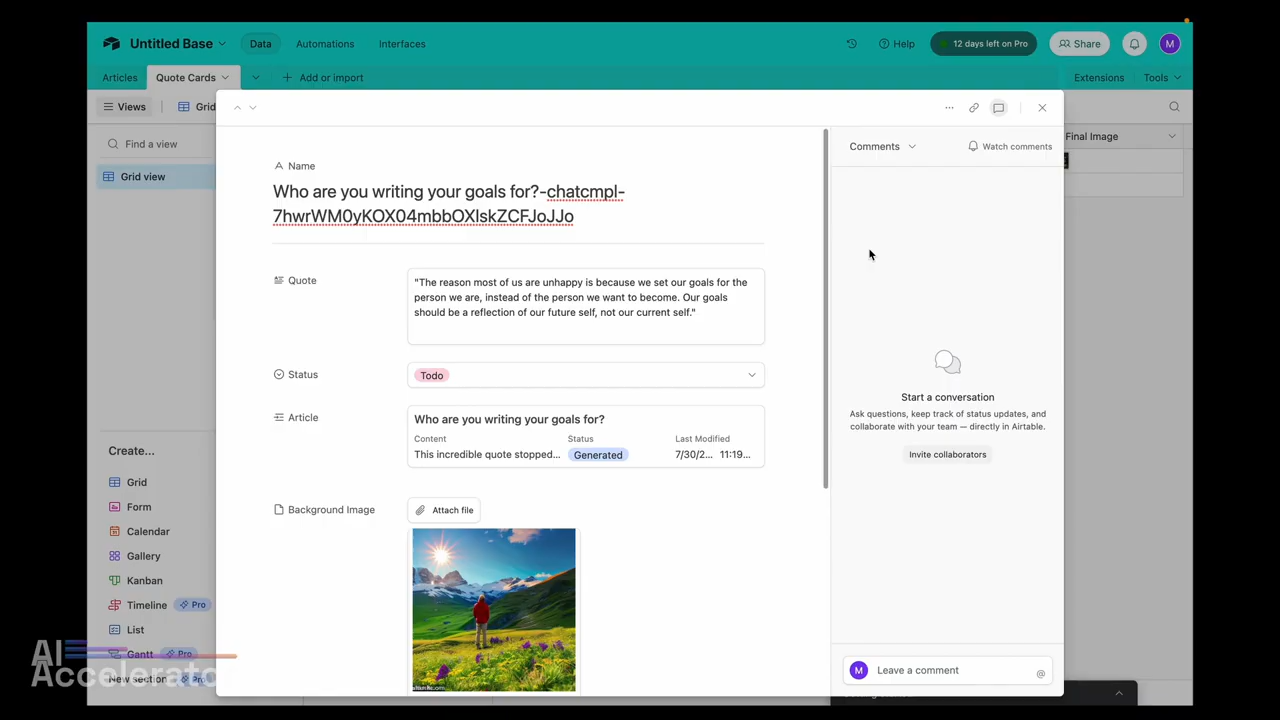 Untitled Base
Data
Automations
Interfaces
Help
12 days left on Pro
Share
M
Articles
Quote Cards
Add or import
Extensions
Tools
Views
Grid
Find a view
Grid view
Final Image
Name
Who are you writing your goals for?-chatcmpl-
7hwrWM0yKOX04mbbOXlskZCFJoJJo
Quote
"The reason most of us are unhappy is because we set our goals for the
person we are, instead of the person we want to become. Our goals
should be a reflection of our future self, not our current self."
Status
Todo
Article
Who are you writing your goals for?
Content
Status
Last Modified
This incredible quote stopped...
Generated
7/30/2...
11:19...
Background Image
Attach file
Comments
Watch comments
Start a conversation
Ask questions, keep track of status updates, and
collaborate with your team — directly in Airtable.
Invite collaborators
M
Leave a comment
@
Create...
Grid
Form
Calendar
Gallery
Kanban
Timeline
Pro
List
Gantt
Pro
New section
Pro
AI
Accelerator